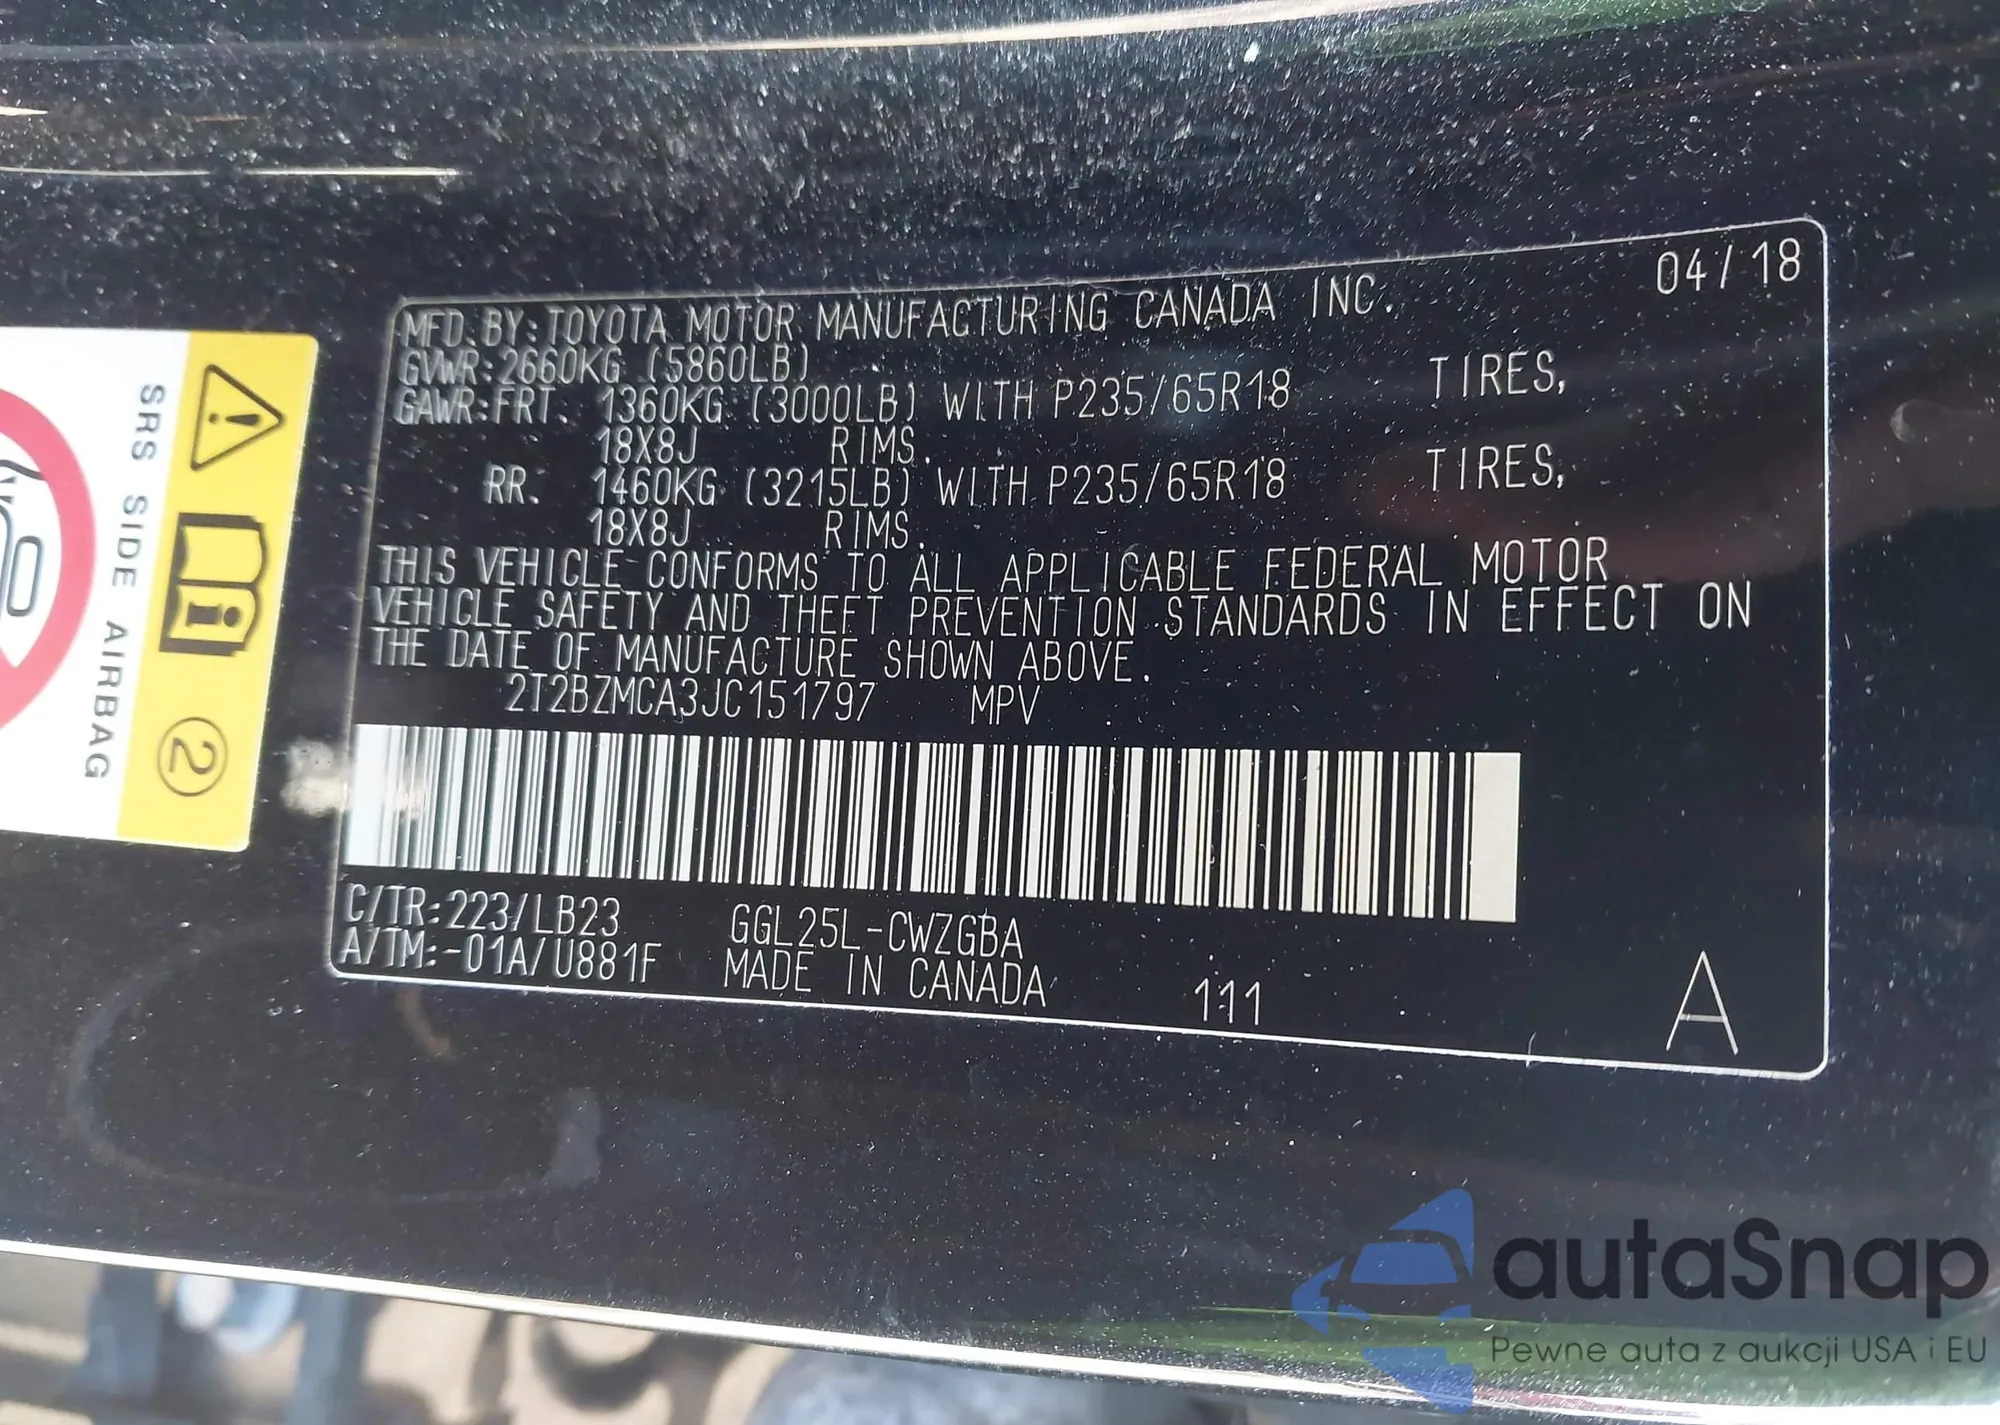 04/18
MFD.BY:TOYOTA MOTOR MANUFACTURING CANADA INC.
GVWR:2660KG (5860LB)
GAWR:FRT. 1360KG (3000LB) WITH P235/65R18 TIRES,
18X8J RIMS.
RR. 1460KG (3215LB) WITH P235/65R18 TIRES,
18X8J RIMS.
THIS VEHICLE CONFORMS TO ALL APPLICABLE FEDERAL MOTOR
VEHICLE SAFETY AND THEFT PREVENTION STANDARDS IN EFFECT ON
THE DATE OF MANUFACTURE SHOWN ABOVE.
2T2BZMCA3JC151797 MPV
C/TR:223/LB23 GGL25L-CWZGBA
A/TM:-01A/U881F MADE IN CANADA 111 A
SRS SIDE AIRBAG
2
autaSnap
Pewne auta z aukcji USA i EU